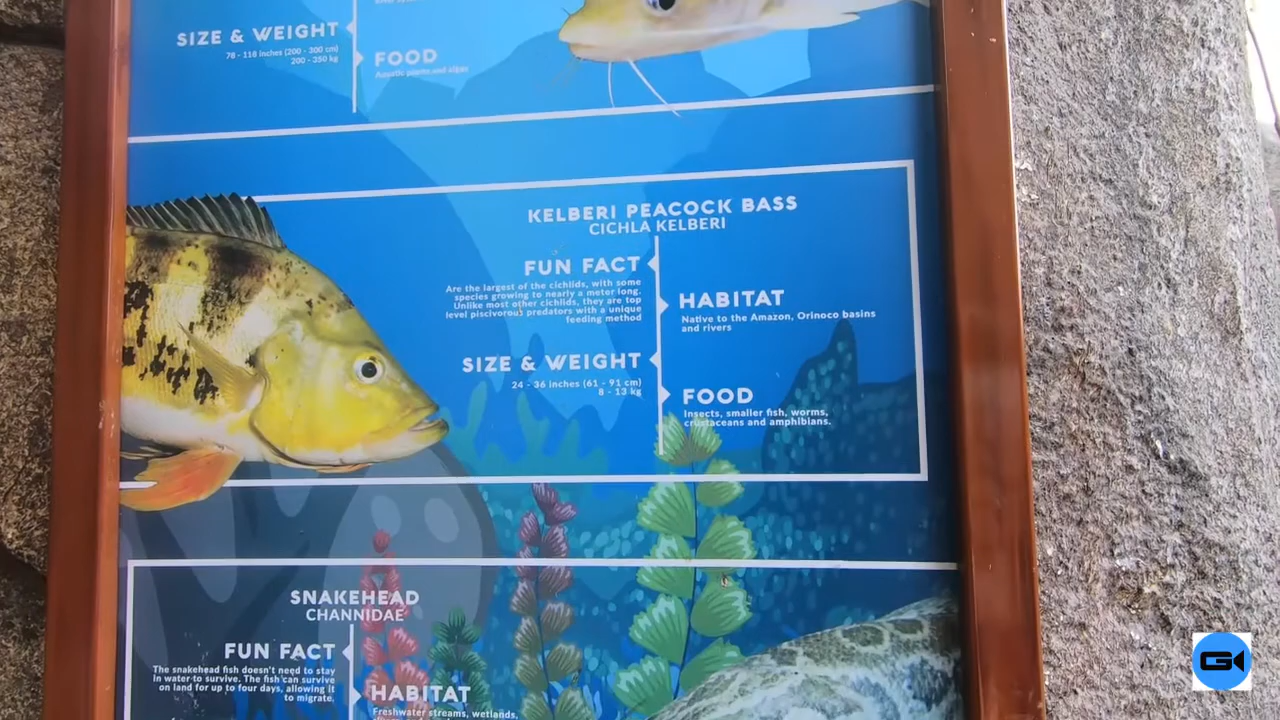 SIZE & WEIGHT
78 - 118 inches (200 - 300 cm)
200 - 350 kg
FOOD
Aquatic plants and algae
KELBERI PEACOCK BASS
CICHLA KELBERI
FUN FACT
Are the largest of the cichlids, with some
species growing to nearly a meter long.
Unlike most other cichlids, they are top
level piscivorous predators with a unique
feeding method
HABITAT
Native to the Amazon, Orinoco basins
and rivers
SIZE & WEIGHT
24 - 36 inches (61 - 91 cm)
8 - 13 kg
FOOD
Insects, smaller fish, worms,
crustaceans and amphibians.
SNAKEHEAD
CHANNIDAE
FUN FACT
The snakehead fish doesn't need to stay
in water to survive. The fish can survive
on land for up to four days, allowing it
to migrate.
HABITAT
Freshwater streams, wetlands,